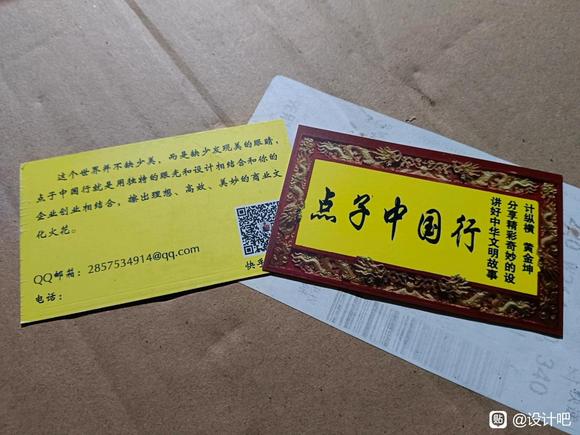 这个世界并不缺少美，而是缺少发现美的眼睛，
点子中国行就是用独特的眼光和设计相结合和你的
企业创业相结合，擦出理想、高效、美妙的商业文
化火花。
QQ邮箱：2857534914@qq.com
电话：
快手
点子中国行
计纵横 黄金坤
分享精彩奇妙的设
讲好中华文明故事
340
@设计吧